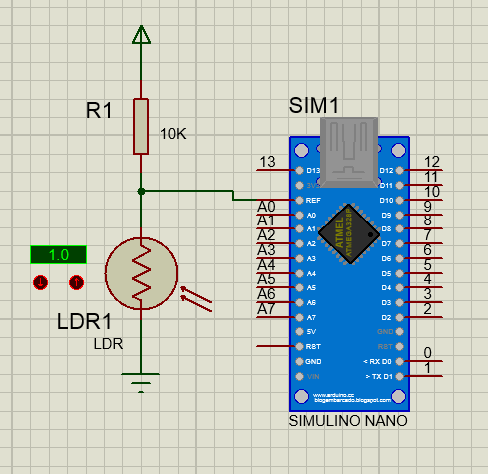 R1
10K
1.0
LDR1
LDR
SIM1
13
D13
REF
A0 A0
A1 A1
A2 A2
A3 A3
A4 A4
A5 A5
A6 A6
A7 A7
5V
RST
GND
VIN
D12 12
D11 11
D10 10
D9 9
D8 8
D7 7
D6 6
D5 5
D4 4
D3 3
D2 2
GND
RST
< RX D0 0
> TX D1 1
ATMEL
www.arduino.cc
blogembarcado.blogspot.com
SIMULINO NANO